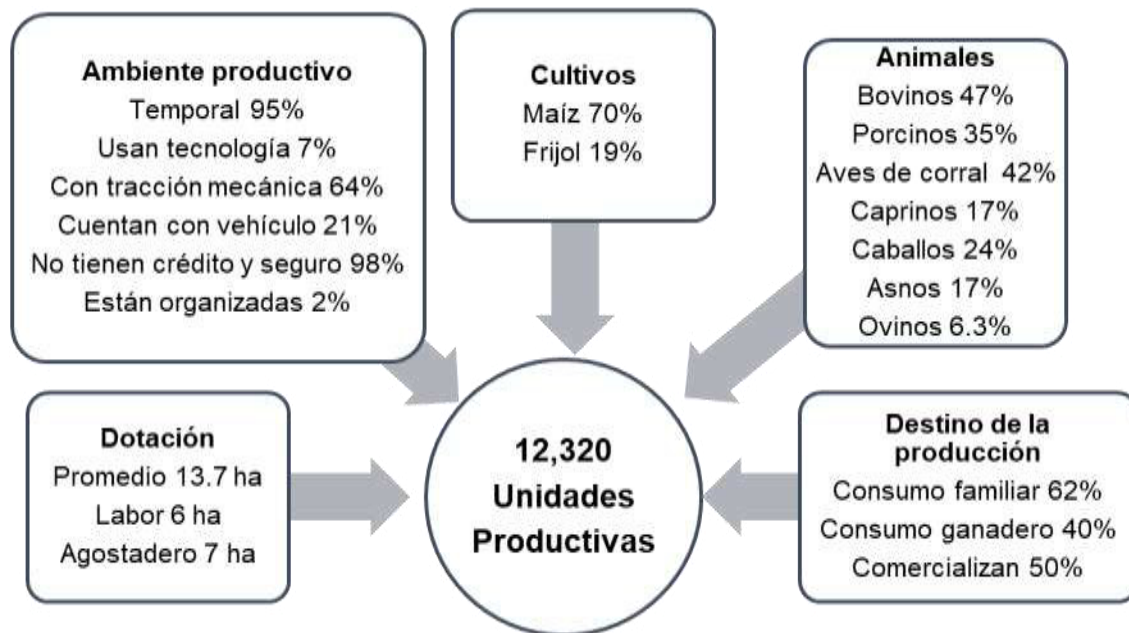 Ambiente productivo
Temporal 95%
Usan tecnología 7%
Con tracción mecánica 64%
Cuentan con vehículo 21%
No tienen crédito y seguro 98%
Están organizadas 2%
Cultivos
Maíz 70%
Frijol 19%
Animales
Bovinos 47%
Porcinos 35%
Aves de corral 42%
Caprinos 17%
Caballos 24%
Asnos 17%
Ovinos 6.3%
Dotación
Promedio 13.7 ha
Labor 6 ha
Agostadero 7 ha
12,320
Unidades
Productivas
Destino de la
producción
Consumo familiar 62%
Consumo ganadero 40%
Comercializan 50%